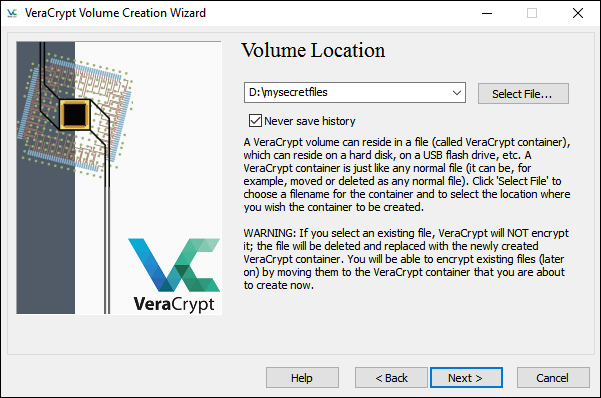 VeraCrypt Volume Creation Wizard
Volume Location
D:\mysecretfiles
Select File...
Never save history
A VeraCrypt volume can reside in a file (called VeraCrypt container),
which can reside on a hard disk, on a USB flash drive, etc. A
VeraCrypt container is just like any normal file (it can be, for
example, moved or deleted as any normal file). Click 'Select File' to
choose a filename for the container and to select the location where
you wish the container to be created.
WARNING: If you select an existing file, VeraCrypt will NOT encrypt
it; the file will be deleted and replaced with the newly created
VeraCrypt container. You will be able to encrypt existing files (later
on) by moving them to the VeraCrypt container that you are about
to create now.
VeraCrypt
Help
< Back
Next >
Cancel